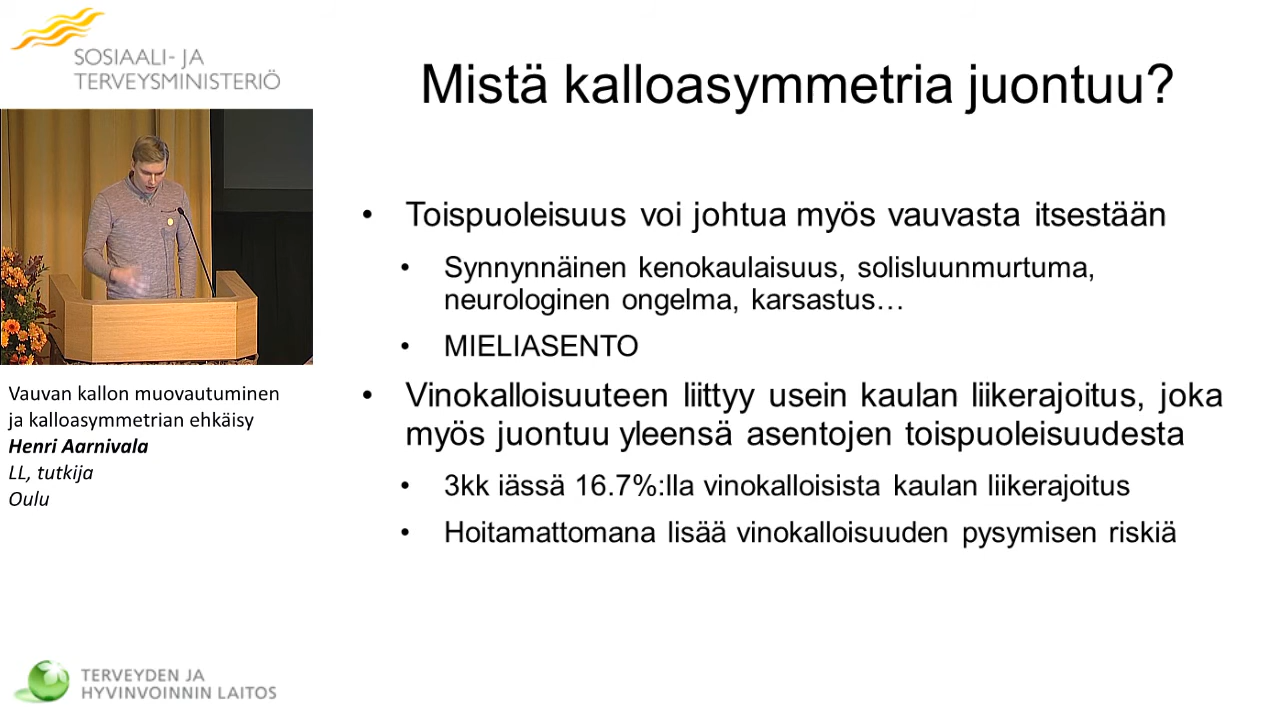 SOSIAALI- JA
TERVEYSMINISTERIÖ
Mistä kalloasymmetria juontuu?
• Toispuoleisuus voi johtua myös vauvasta itsestään
• Synnynnäinen kenokaulaisuus, solisluunmurtuma,
neurologinen ongelma, karsastus…
• MIELIASENTO
• Vinokalloisuuteen liittyy usein kaulan liikerajoitus, joka
myös juontuu yleensä asentojen toispuoleisuudesta
• 3kk iässä 16.7%:lla vinokalloisista kaulan liikerajoitus
• Hoitamattomana lisää vinokalloisuuden pysymisen riskiä
Vauvan kallon muovautuminen
ja kalloasymmetrian ehkäisy
Henri Aarnivala
LL, tutkija
Oulu
TERVEYDEN JA
HYVINVOINNIN LAITOS